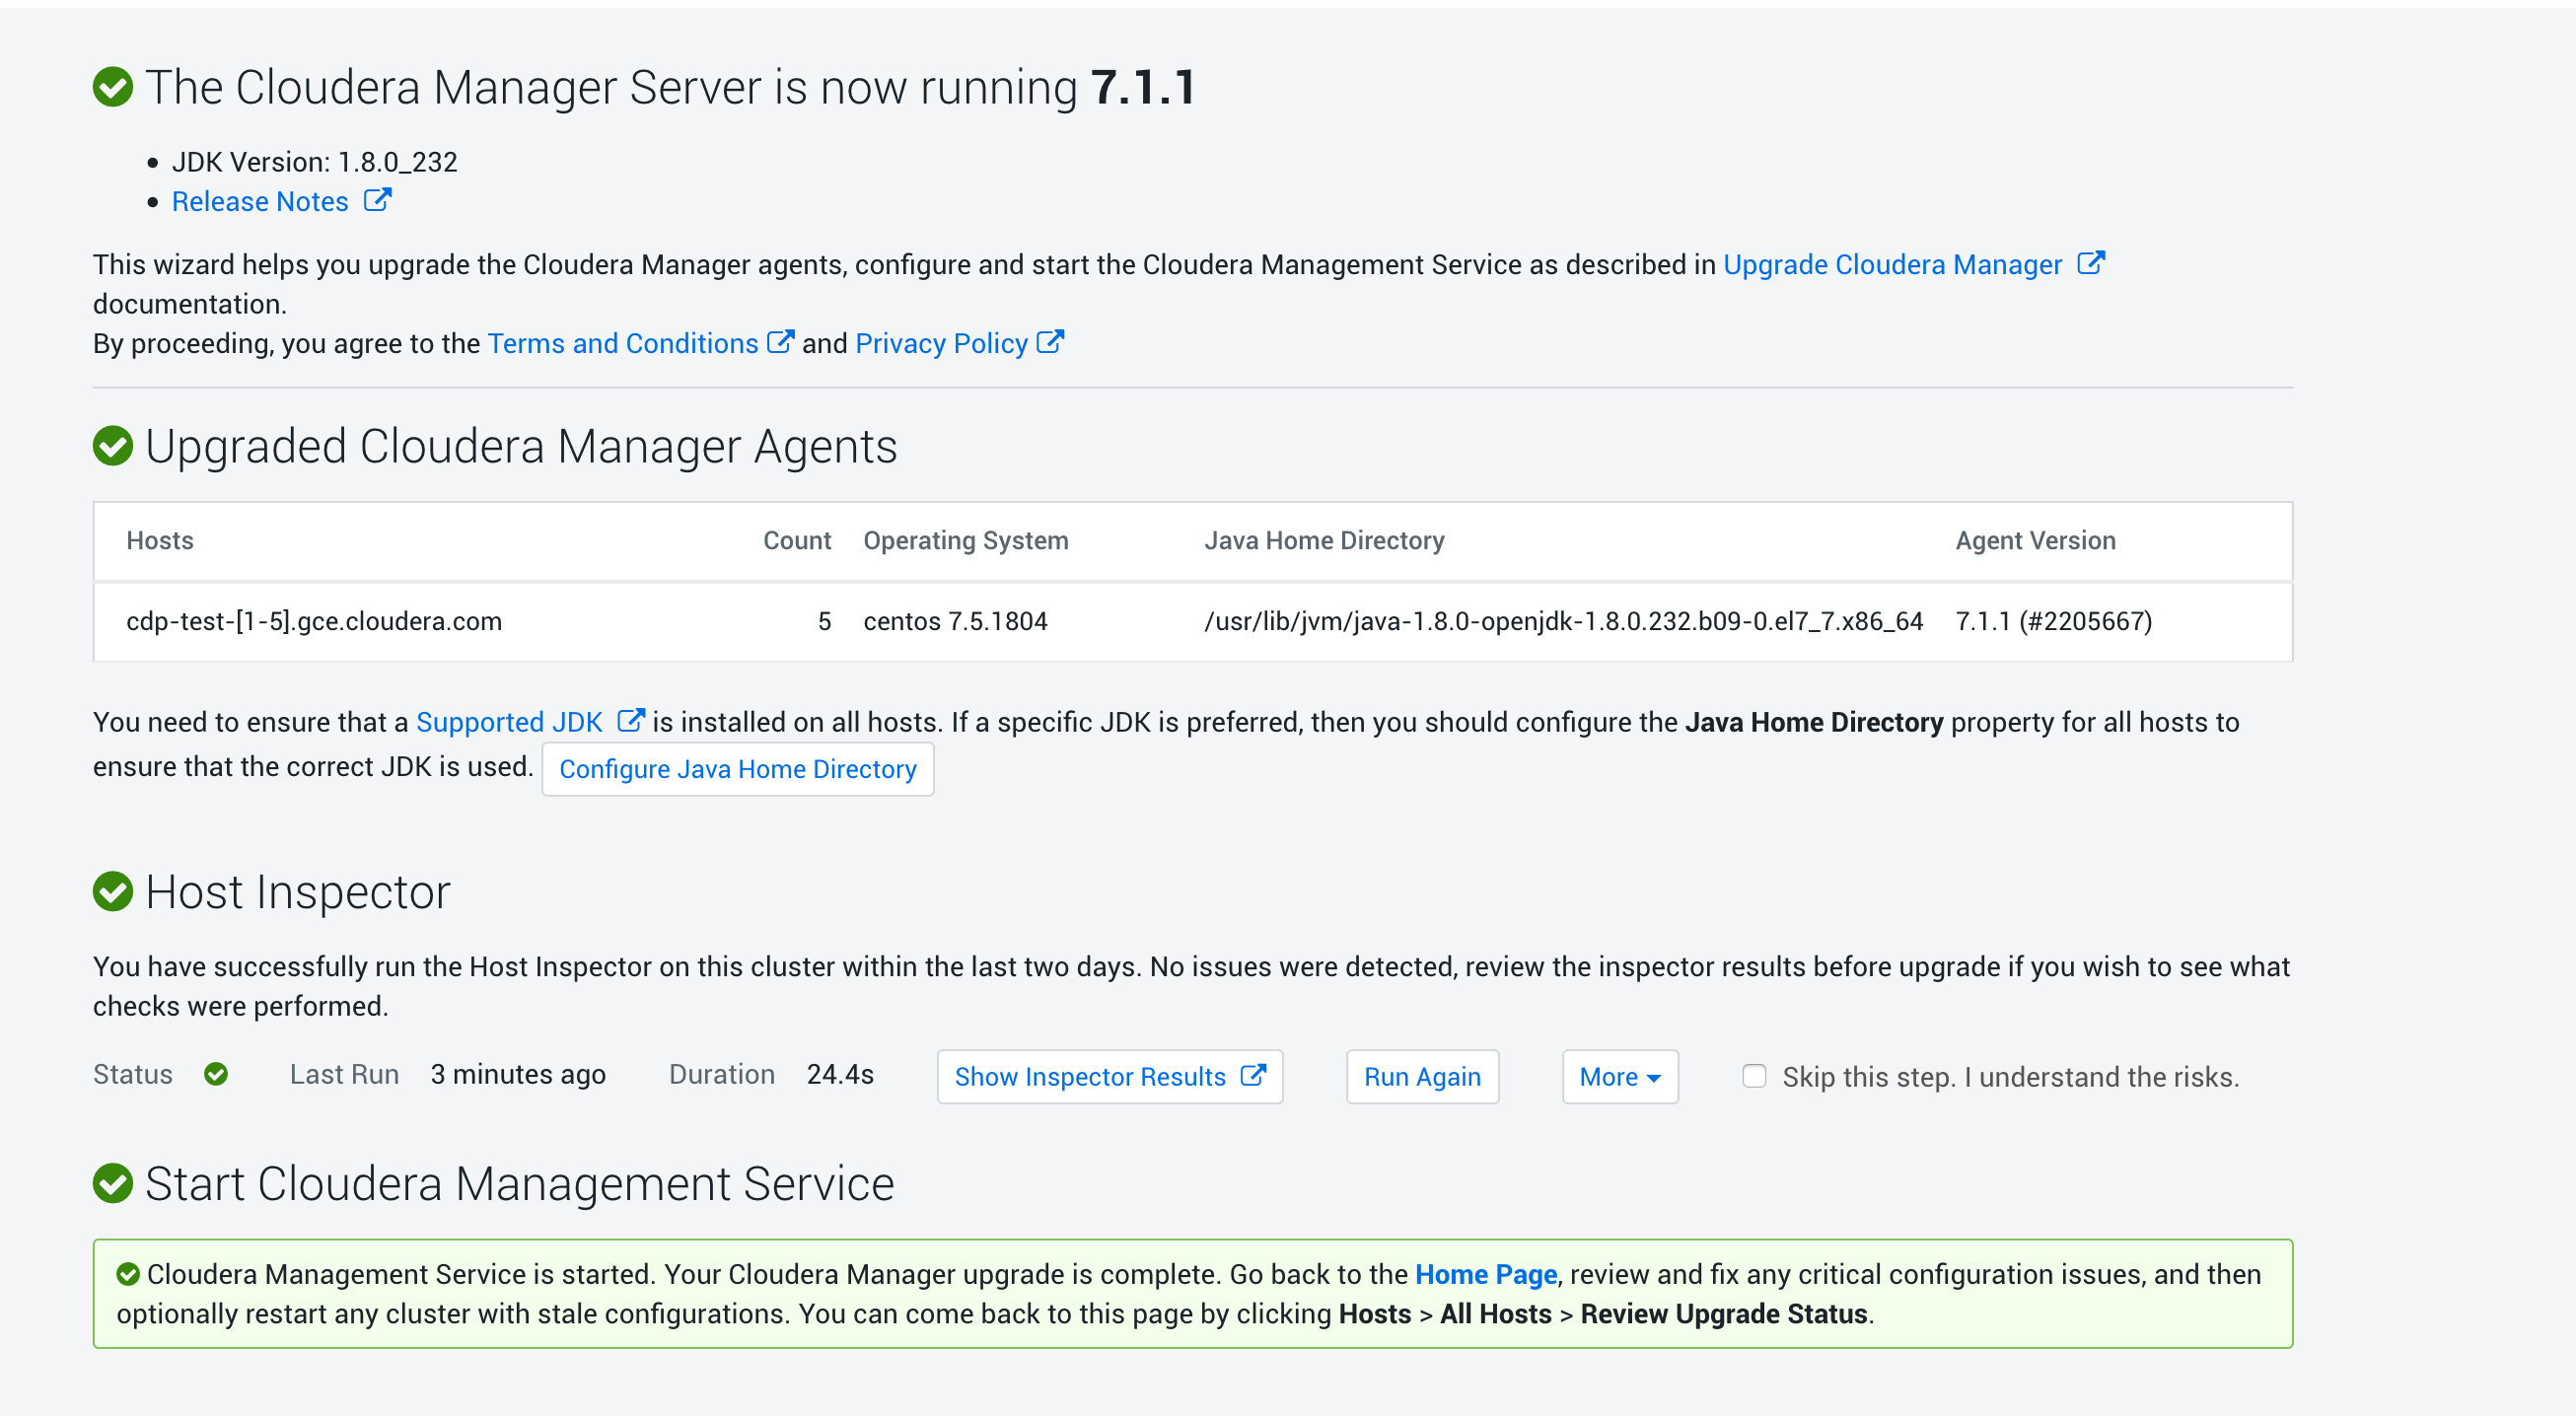 The Cloudera Manager Server is now running 7.1.1
• JDK Version: 1.8.0_232
• Release Notes
This wizard helps you upgrade the Cloudera Manager agents, configure and start the Cloudera Management Service as described in Upgrade Cloudera Manager
documentation.
By proceeding, you agree to the Terms and Conditions and Privacy Policy
Upgraded Cloudera Manager Agents
Hosts Count Operating System Java Home Directory Agent Version
cdp-test-[1-5].gce.cloudera.com 5 centos 7.5.1804 /usr/lib/jvm/java-1.8.0-openjdk-1.8.0.232.b09-0.el7_7.x86_64 7.1.1 (#2205667)
You need to ensure that a Supported JDK is installed on all hosts. If a specific JDK is preferred, then you should configure the Java Home Directory property for all hosts to
ensure that the correct JDK is used. Configure Java Home Directory
Host Inspector
You have successfully run the Host Inspector on this cluster within the last two days. No issues were detected, review the inspector results before upgrade if you wish to see what
checks were performed.
Status Last Run 3 minutes ago Duration 24.4s Show Inspector Results Run Again More Skip this step. I understand the risks.
Start Cloudera Management Service
Cloudera Management Service is started. Your Cloudera Manager upgrade is complete. Go back to the Home Page, review and fix any critical configuration issues, and then
optionally restart any cluster with stale configurations. You can come back to this page by clicking Hosts > All Hosts > Review Upgrade Status.